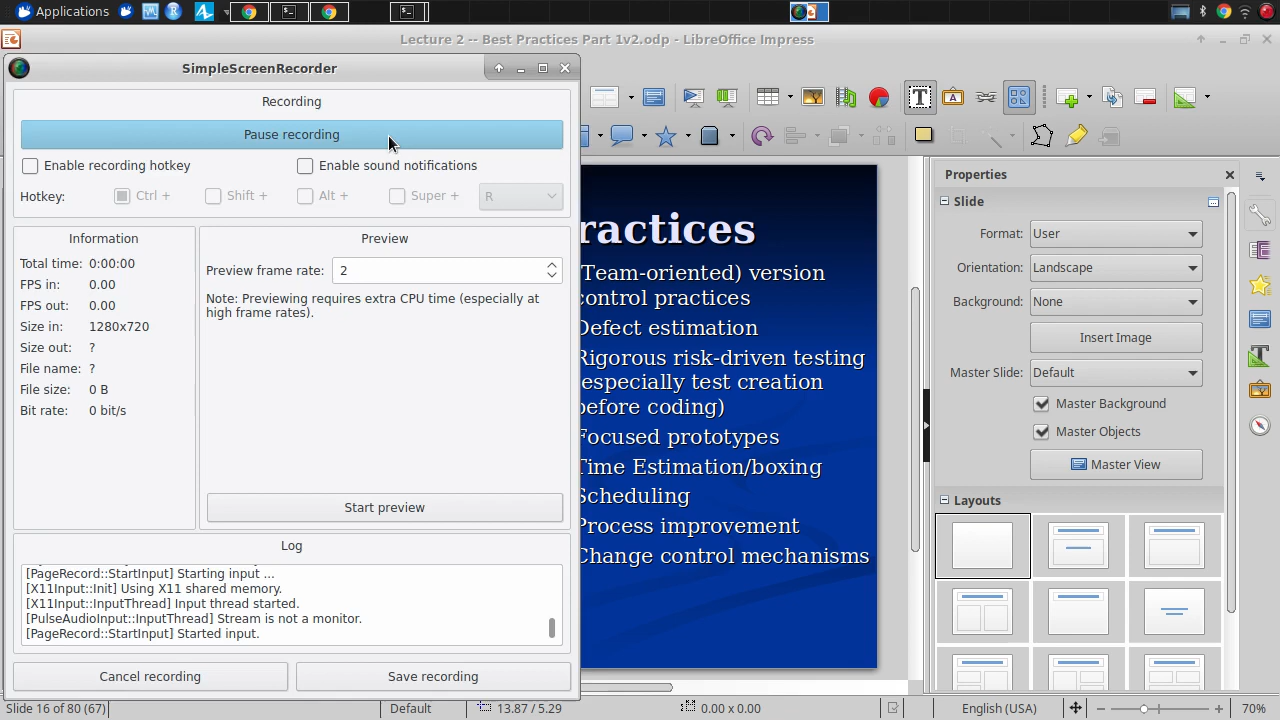 Applications
Lecture 2 -- Best Practices Part 1v2.odp - LibreOffice Impress
SimpleScreenRecorder
Recording
Pause recording
Enable recording hotkey
Enable sound notifications
Hotkey:
Ctrl +
Shift +
Alt +
Super +
R
Information
Total time: 0:00:00
FPS in: 0.00
FPS out: 0.00
Size in: 1280x720
Size out: ?
File name: ?
File size: 0 B
Bit rate: 0 bit/s
Preview
Preview frame rate: 2
Note: Previewing requires extra CPU time (especially at
high frame rates).
Start preview
Log
[PageRecord::StartInput] Starting input ...
[X11Input::Init] Using X11 shared memory.
[X11Input::InputThread] Input thread started.
[PulseAudioInput::InputThread] Stream is not a monitor.
[PageRecord::StartInput] Started input.
Cancel recording
Save recording
ractices
(Team-oriented) version
control practices
Defect estimation
Rigorous risk-driven testing
(especially test creation
before coding)
Focused prototypes
Time Estimation/boxing
Scheduling
Process improvement
Change control mechanisms
Properties
Slide
Format: User
Orientation: Landscape
Background: None
Insert Image
Master Slide: Default
Master Background
Master Objects
Master View
Layouts
Slide 16 of 80 (67)
Default
13.87 / 5.29
0.00 x 0.00
English (USA)
70%